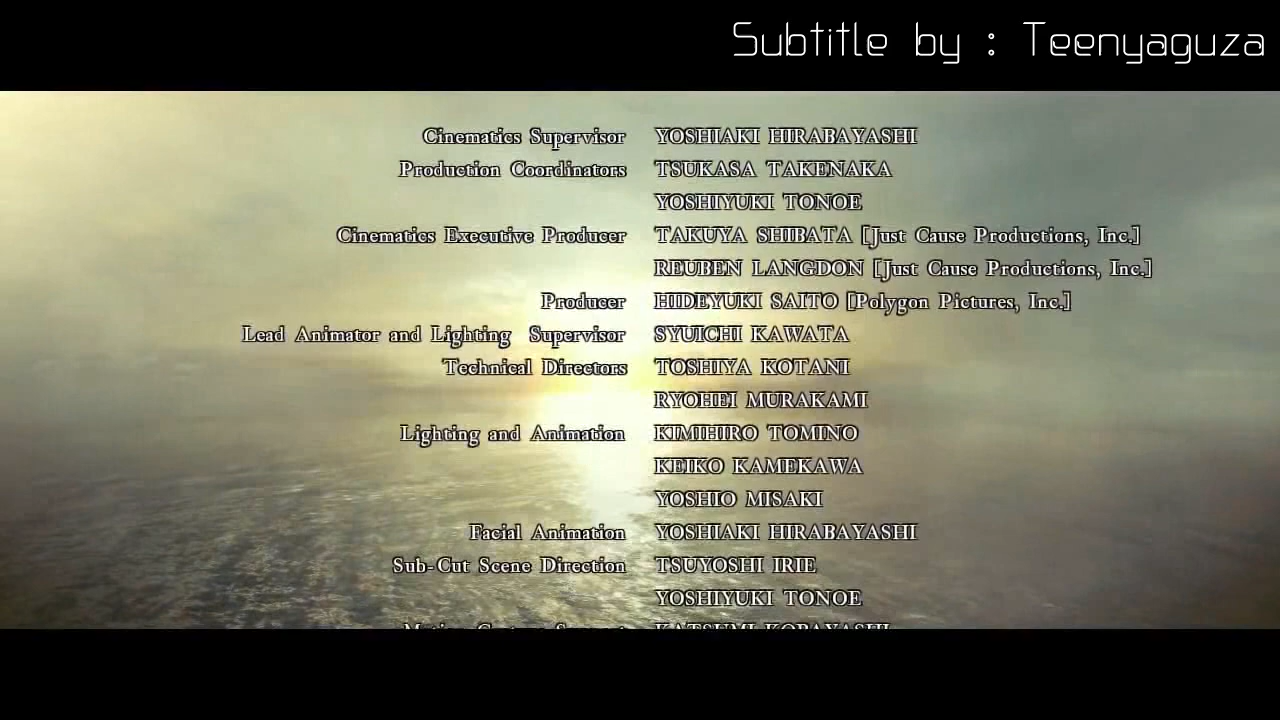 Subtitle by : Teenyaguza
Cinematics Supervisor YOSHIAKI HIRABAYASHI
Production Coordinators TSUKASA TAKENAKA
YOSHIYUKI TONOE
Cinematics Executive Producer TAKUYA SHIBATA [Just Cause Productions, Inc.]
REUBEN LANGDON [Just Cause Productions, Inc.]
Producer HIDEYUKI SAITO [Polygon Pictures, Inc.]
Lead Animator and Lighting Supervisor SYUICHI KAWATA
Technical Directors TOSHIYA KOTANI
RYOHEI MURAKAMI
Lighting and Animation KIMIHIRO TOMINO
KEIKO KAMEKAWA
YOSHIO MISAKI
Facial Animation YOSHIAKI HIRABAYASHI
Sub-Cut Scene Direction TSUYOSHI IRIE
YOSHIYUKI TONOE